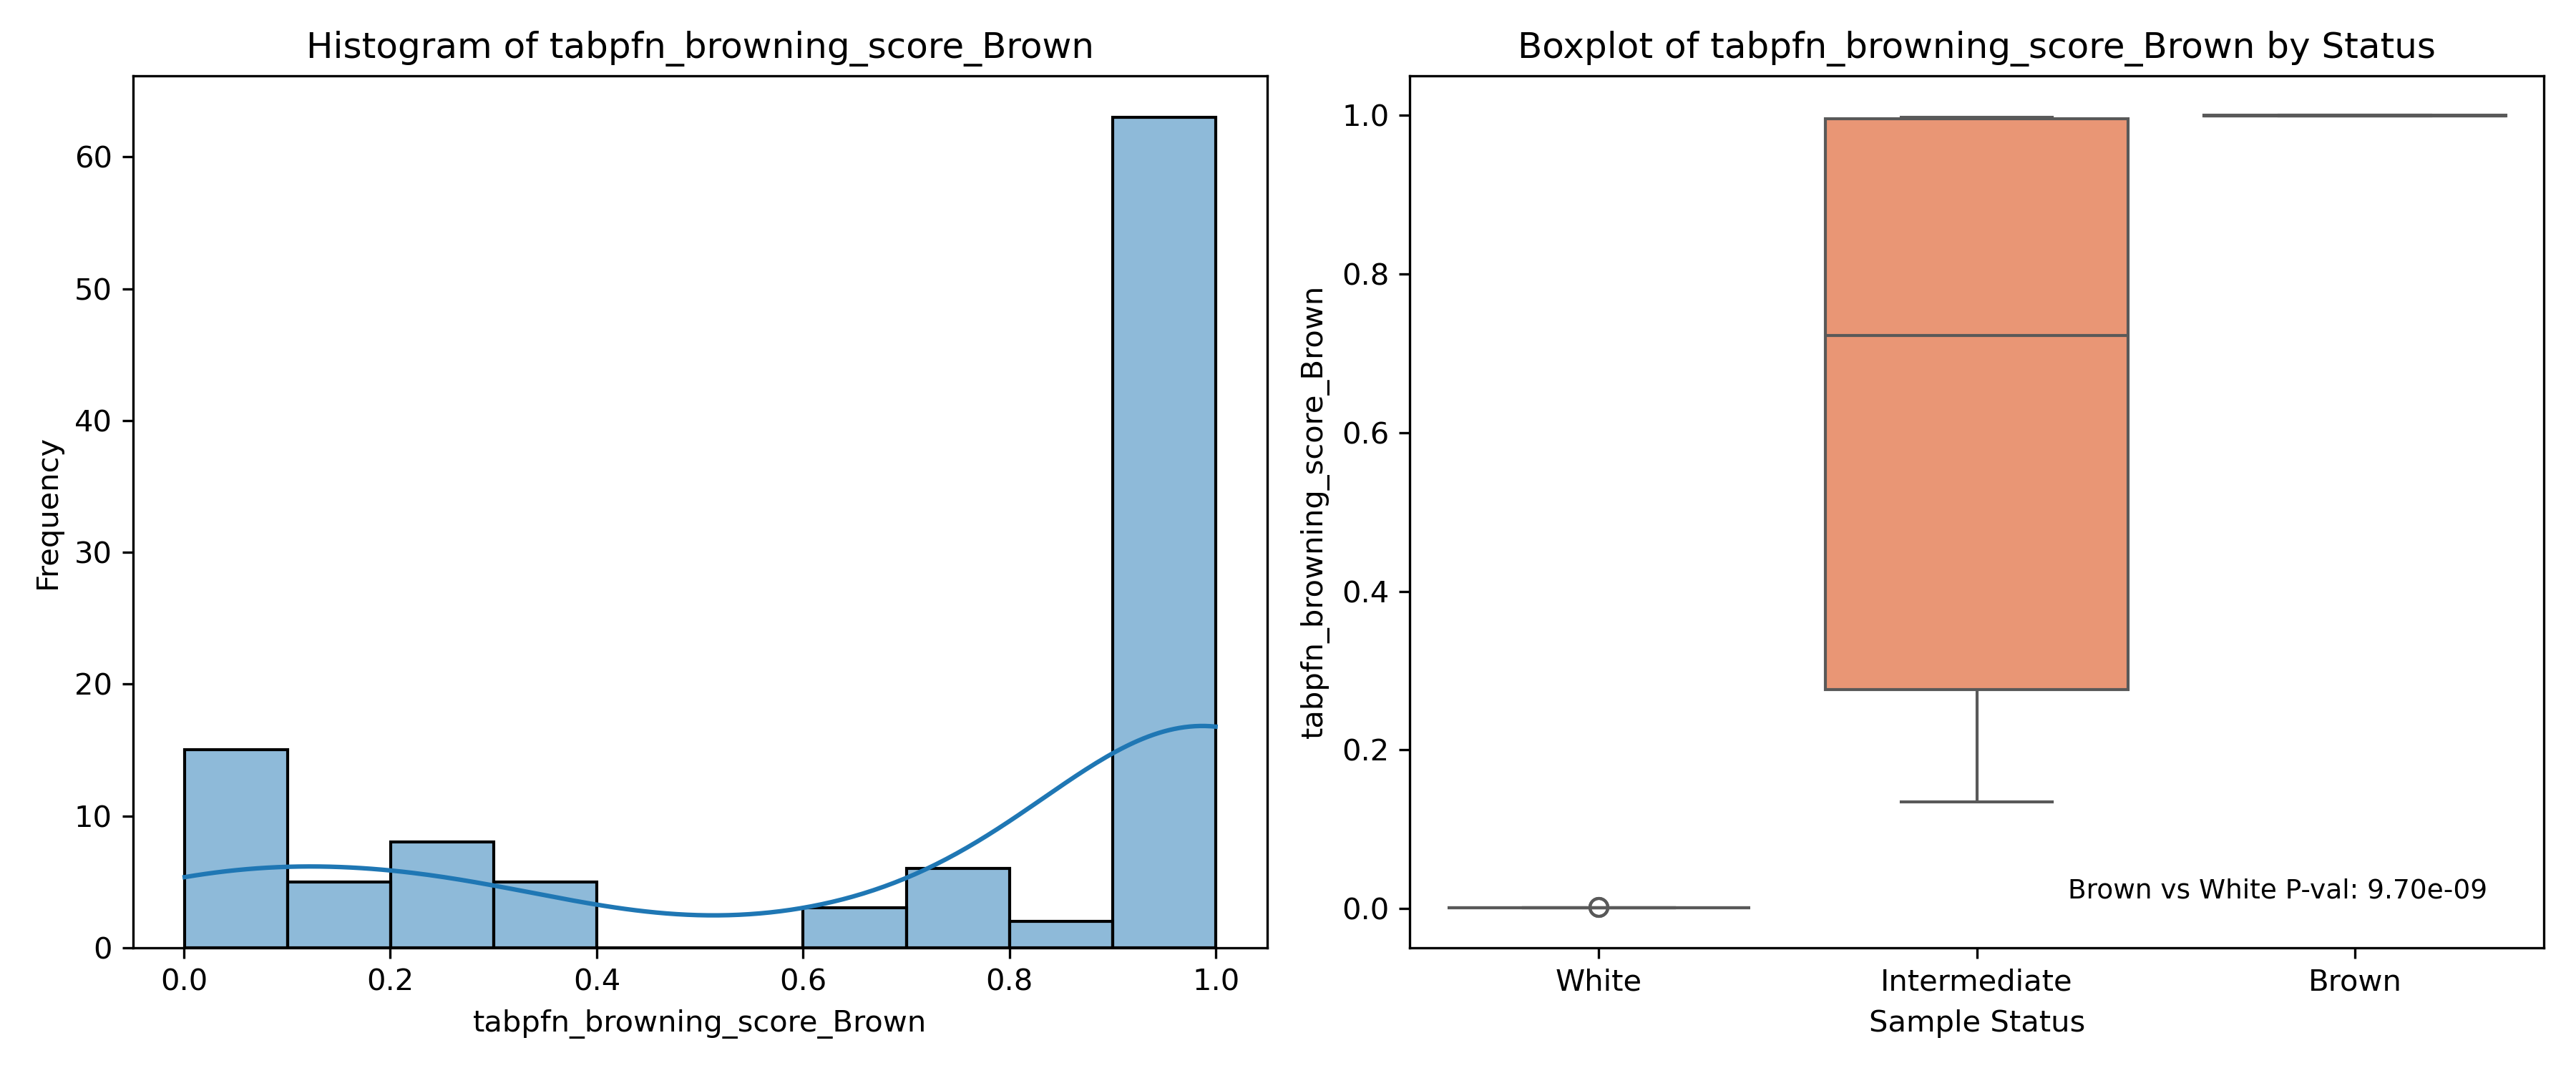 Histogram of tabpfn_browning_score_Brown
Frequency
60
50
40
30
20
10
0
0.0 0.2 0.4 0.6 0.8 1.0
tabpfn_browning_score_Brown
Boxplot of tabpfn_browning_score_Brown by Status
tabpfn_browning_score_Brown
1.0
0.8
0.6
0.4
0.2
0.0
Brown vs White P-val: 9.70e-09
White Intermediate Brown
Sample Status